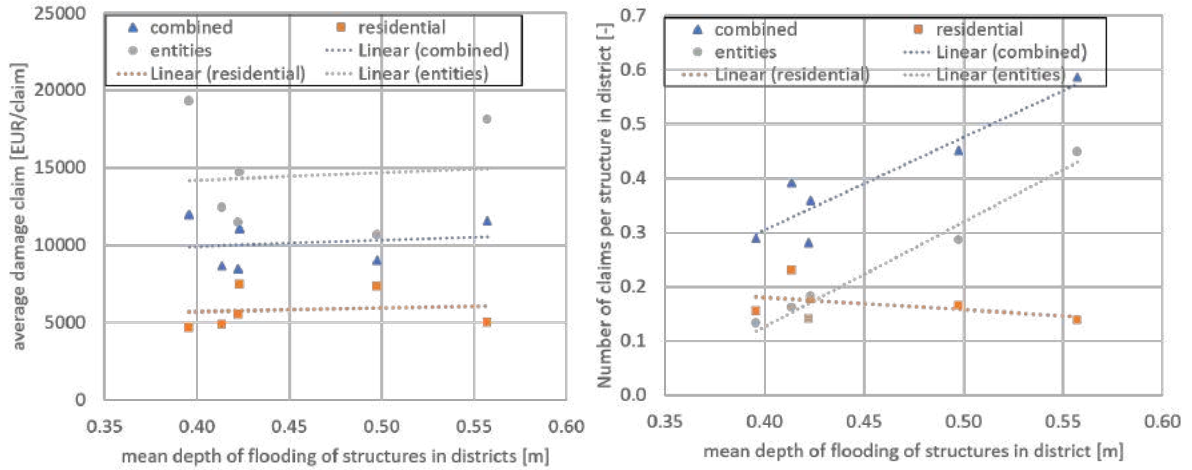 combined residential
entities Linear (combined)
Linear (residential) Linear (entities)
average damage claim [EUR/claim]
25000
20000
15000
10000
5000
0
0.35 0.40 0.45 0.50 0.55 0.60
mean depth of flooding of structures in districts [m]
combined residential
entities Linear (combined)
Linear (residential) Linear (entities)
Number of claims per structure in district [-]
0.7
0.6
0.5
0.4
0.3
0.2
0.1
0.0
0.35 0.40 0.45 0.50 0.55 0.60
mean depth of flooding of structures in district [m]